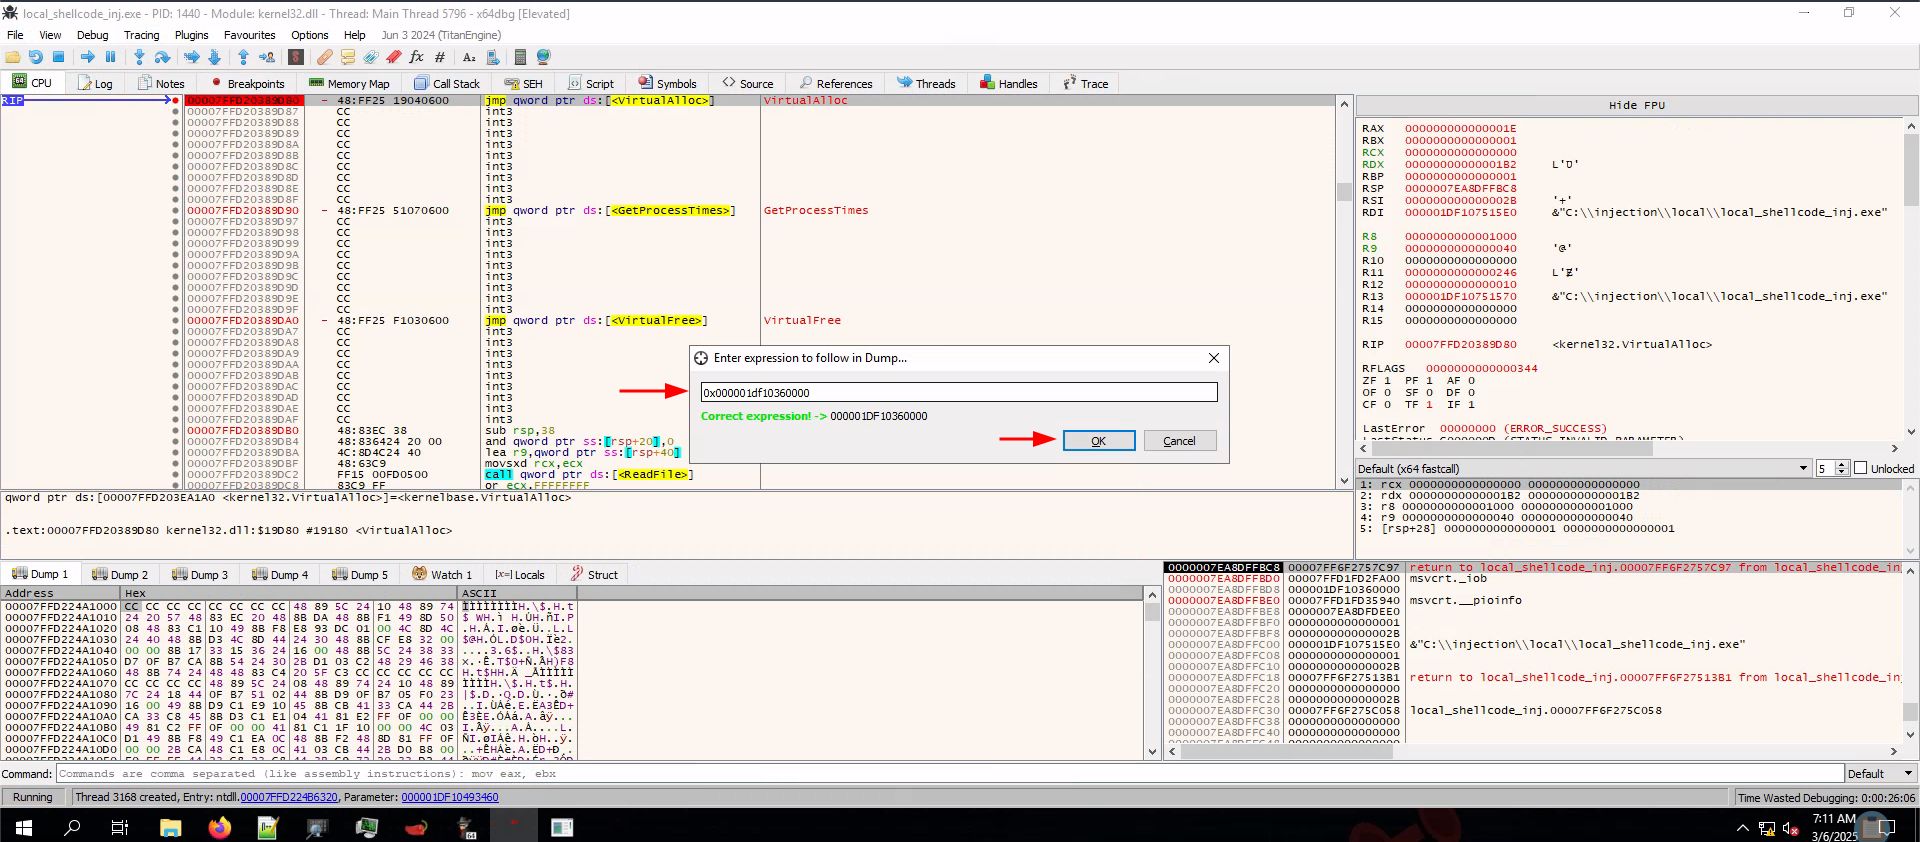 local_shellcode_inj.exe - PID: 1440 - Module: kernel32.dll - Thread: Main Thread 5796 - x64dbg [Elevated]
File View Debug Tracing Plugins Favourites Options Help Jun 3 2024 (TitanEngine)
CPU Log Notes Breakpoints Memory Map Call Stack SEH Script Symbols Source References Threads Handles Trace
RIP
00007FFD20389D80 - 48:FF25 19040600 jmp qword ptr ds:[<VirtualAlloc>] VirtualAlloc
00007FFD20389D87 CC int3
00007FFD20389D88 CC int3
00007FFD20389D89 CC int3
00007FFD20389D8A CC int3
00007FFD20389D8B CC int3
00007FFD20389D8C CC int3
00007FFD20389D8D CC int3
00007FFD20389D8E CC int3
00007FFD20389D8F CC int3
00007FFD20389D90 - 48:FF25 51070600 jmp qword ptr ds:[<GetProcessTimes>] GetProcessTimes
00007FFD20389D97 CC int3
00007FFD20389D98 CC int3
00007FFD20389D99 CC int3
00007FFD20389D9A CC int3
00007FFD20389D9B CC int3
00007FFD20389D9C CC int3
00007FFD20389D9D CC int3
00007FFD20389D9E CC int3
00007FFD20389D9F CC int3
00007FFD20389DA0 - 48:FF25 F1030600 jmp qword ptr ds:[<VirtualFree>] VirtualFree
00007FFD20389DA7 CC int3
00007FFD20389DA8 CC int3
00007FFD20389DA9 CC int3
00007FFD20389DAA CC int3
00007FFD20389DAB CC int3
00007FFD20389DAC CC int3
00007FFD20389DAD CC int3
00007FFD20389DAE CC int3
00007FFD20389DAF CC int3
00007FFD20389DB0 48:83EC 38 sub rsp,38
00007FFD20389DB4 48:836424 20 00 and qword ptr ss:[rsp+20],0
00007FFD20389DBA 4C:8D4C24 40 lea r9,qword ptr ss:[rsp+40]
00007FFD20389DBF 48:63C9 movsxd rcx,ecx
00007FFD20389DC2 FF15 00FD0500 call qword ptr ds:[<ReadFile>]
00007FFD20389DC8 83C9 FF or ecx,FFFFFFFF
Enter expression to follow in Dump...
0x000001df10360000
Correct expression! -> 000001DF10360000
OK Cancel
Hide FPU
RAX 000000000000001E
RBX 0000000000000001
RCX 0000000000000000
RDX 00000000000001B2
RBP 0000000000000001
RSP 0000007EA8DFFBC8
RSI 000000000000002B '+'
RDI 000001DF107515E0 &"C:\\injection\\local\\local_shellcode_inj.exe"
R8 0000000000001000
R9 0000000000000040 '@'
R10 0000000000000000
R11 0000000000000246
R12 0000000000000010
R13 000001DF10751570 &"C:\\injection\\local\\local_shellcode_inj.exe"
R14 0000000000000000
R15 0000000000000000
RIP 00007FFD20389D80 <kernel32.VirtualAlloc>
RFLAGS 0000000000000344
ZF 1 PF 1 AF 0
OF 0 SF 0 DF 0
CF 0 TF 1 IF 1
LastError 00000000 (ERROR_SUCCESS)
LastStatus C000000D (STATUS_INVALID_PARAMETER)
Default (x64 fastcall) 5 Unlocked
1: rcx 0000000000000000 0000000000000000
2: rdx 00000000000001B2 00000000000001B2
3: r8 0000000000001000 0000000000001000
4: r9 0000000000000040 0000000000000040
5: [rsp+28] 0000000000000001 0000000000000001
qword ptr ds:[00007FFD203EA1A0 <kernel32.VirtualAlloc>]=<kernelbase.VirtualAlloc>
.text:00007FFD20389D80 kernel32.dll:$19D80 #19180 <VirtualAlloc>
Dump 1 Dump 2 Dump 3 Dump 4 Dump 5 Watch 1 [x=] Locals Struct
Address Hex ASCII
00007FFD224A1000 CC CC CC CC CC CC CC CC 48 89 5C 24 10 48 89 74
00007FFD224A1010 24 20 57 48 83 EC 20 48 8B DA 48 8B F1 49 8D 50
00007FFD224A1020 08 48 83 C1 10 49 8B F8 E8 93 DC 01 00 4C 8D 4C
00007FFD224A1030 24 40 48 8B D3 4C 8D 44 24 30 48 8B CF E8 32 00
00007FFD224A1040 00 00 8B 17 33 15 36 24 16 00 48 8B 5C 24 38 33
00007FFD224A1050 D7 0F B7 CA 8B 54 24 30 2B D1 03 C2 48 29 46 38
00007FFD224A1060 48 8B 74 24 48 48 83 C4 20 5F C3 CC CC CC CC CC
00007FFD224A1070 CC CC CC CC 48 89 5C 24 08 48 89 74 24 10 48 89
00007FFD224A1080 7C 24 18 44 0F B7 51 02 44 8B D9 0F B7 05 F0 23
00007FFD224A1090 16 00 49 8B D9 C1 E9 10 45 8B CB 41 33 CA 44 2B
00007FFD224A10A0 CA 33 C8 45 8B D3 C1 E1 04 41 81 E2 FF 0F 00 00
00007FFD224A10B0 49 81 C2 FF 0F 00 00 41 81 C1 1F 10 00 00 4C 03
00007FFD224A10C0 D1 49 8B F8 49 C1 EA 0C 48 8B F2 48 8D 81 FF 0F
00007FFD224A10D0 00 00 2B CA 48 C1 E8 0C 41 03 CB 44 2B D0 B8 00
0000007EA8DFFBC8 00007FF6F2757C97 return to local_shellcode_inj.00007FF6F2757C97 from local_shellcode_in
0000007EA8DFFBD0 00007FFD1FD2FA00 msvcrt._iob
0000007EA8DFFBD8 000001DF10360000
0000007EA8DFFBE0 00007FFD1FD35940 msvcrt.__pioinfo
0000007EA8DFFBE8 0000007EA8DFDEE0
0000007EA8DFFBF0 0000000000000001
0000007EA8DFFBF8 000000000000002B
0000007EA8DFFC00 000001DF107515E0 &"C:\\injection\\local\\local_shellcode_inj.exe"
0000007EA8DFFC08 0000000000000001
0000007EA8DFFC10 000000000000002B
0000007EA8DFFC18 00007FF6F27513B1 return to local_shellcode_inj.00007FF6F27513B1 from local_shellcode_in
0000007EA8DFFC20 0000000000000000
0000007EA8DFFC28 000000000000002B
0000007EA8DFFC30 00007FF6F275C058 local_shellcode_inj.00007FF6F275C058
0000007EA8DFFC38 0000000000000000
0000007EA8DFFC40 0000000000000000
Command: Commands are comma separated (like assembly instructions): mov eax, ebx Default
Running Thread 3168 created, Entry: ntdll.00007FFD224B6320, Parameter: 000001DF10493460 Time Wasted Debugging: 0:00:26:06
7:11 AM
3/6/2025